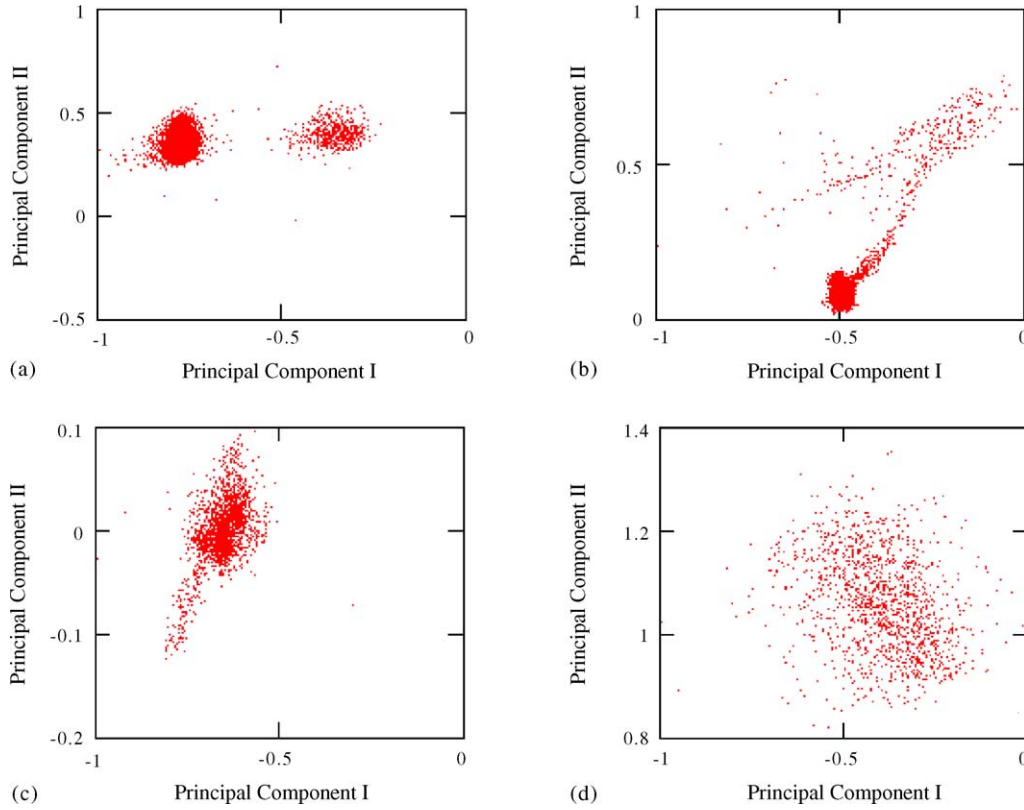 1
0.5
0
-0.5
-1
-0.5
0
Principal Component II
Principal Component I
(a)
1
0.5
0
-1
-0.5
0
Principal Component II
Principal Component I
(b)
0.1
0
-0.1
-0.2
-1
-0.5
0
Principal Component II
Principal Component I
(c)
1.4
1.2
1
0.8
-1
-0.5
0
Principal Component II
Principal Component I
(d)